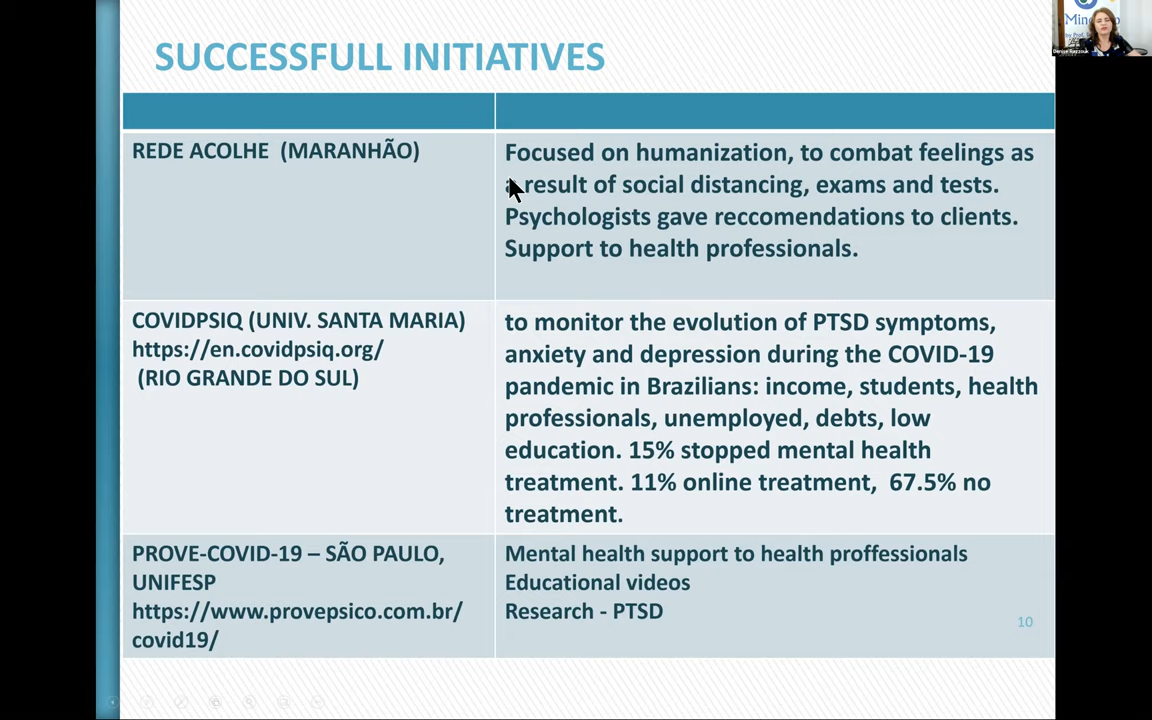 SUCCESSFULL INITIATIVES
REDE ACOLHE (MARANHÃO)
Focused on humanization, to combat feelings as
a result of social distancing, exams and tests.
Psychologists gave reccomendations to clients.
Support to health professionals.
COVIDPSIQ (UNIV. SANTA MARIA)
https://en.covidpsiq.org/
(RIO GRANDE DO SUL)
to monitor the evolution of PTSD symptoms,
anxiety and depression during the COVID-19
pandemic in Brazilians: income, students, health
professionals, unemployed, debts, low
education. 15% stopped mental health
treatment. 11% online treatment, 67.5% no
treatment.
PROVE-COVID-19 – SÃO PAULO,
UNIFESP
https://www.provepsico.com.br/
covid19/
Mental health support to health proffessionals
Educational videos
Research - PTSD
10
Denise Razzouk